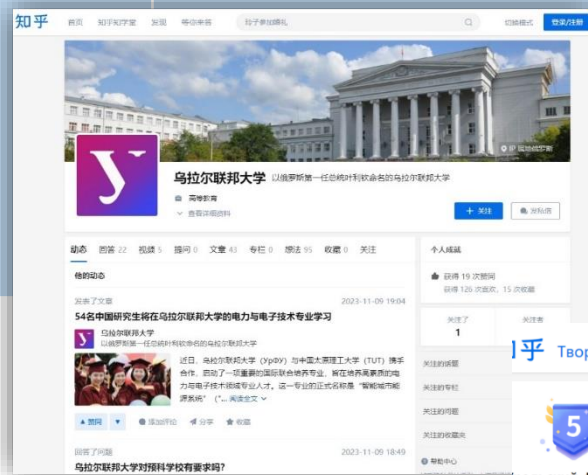 知乎 首页 知乎知学堂 发现 等你来答 切换模式 登录/注册
IP 属地俄罗斯
乌拉尔联邦大学 以俄罗斯第一任总统叶利钦命名的乌拉尔联邦大学
高等教育
查看详细资料
+ 关注 发私信
动态 回答 22 视频 5 提问 0 文章 43 专栏 0 想法 95 收藏 0 关注
他的动态
发表了文章 2023-11-09 19:04
54名中国研究生将在乌拉尔联邦大学的电力与电子技术专业学习
乌拉尔联邦大学
以俄罗斯第一任总统叶利钦命名的乌拉尔联邦大学
近日，乌拉尔联邦大学（УрФУ）与中国太原理工大学（TUT）携手
合作，启动了一项重要的国际联合培养专业，旨在培养高素质的电
力与电子技术领域专业人才。这一专业的正式名称是“智能城市能
源系统”（"... 阅读全文
赞同 添加评论 分享 收藏
回答了问题 2023-11-09 18:49
乌拉尔联邦大学对预科学校有要求吗？
个人成就
获得 19 次赞同
获得 126 次喜欢，15 次收藏
关注了 关注者
1
关注的话题
关注的专栏
关注的问题
关注的收藏夹
帮助中心
乎 Твор
5